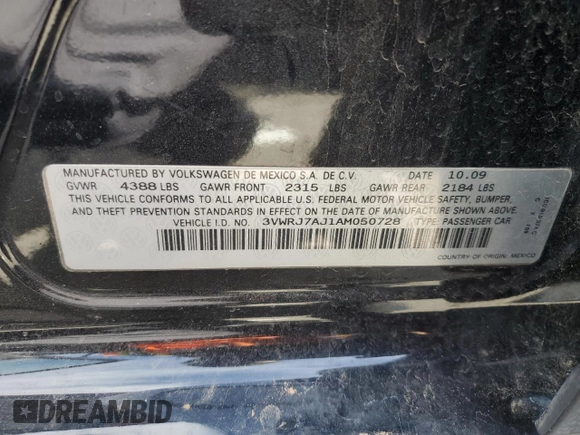 MANUFACTURED BY VOLKSWAGEN DE MEXICO S.A. DE C.V. DATE 10.09
GVWR 4388 LBS GAWR FRONT 2315 LBS GAWR REAR 2184 LBS
THIS VEHICLE CONFORMS TO ALL APPLICABLE U.S. FEDERAL MOTOR VEHICLE SAFETY, BUMPER,
AND THEFT PREVENTION STANDARDS IN EFFECT ON THE DATE OF MANUFACTURE SHOWN ABOVE.
VEHICLE I.D. NO. 3VWRJ7AJ1AM050728 TYPE: PASSENGER CAR
COUNTRY OF ORIGIN: MEXICO
DREAMBID